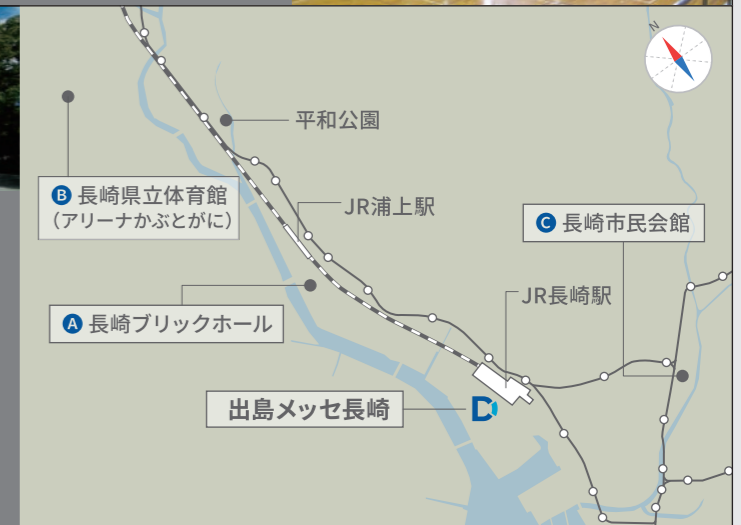 N
平和公園
B 長崎県立体育館
（アリーナかぶとがに）
JR浦上駅
C 長崎市民会館
JR長崎駅
A 長崎ブリックホール
出島メッセ長崎
D